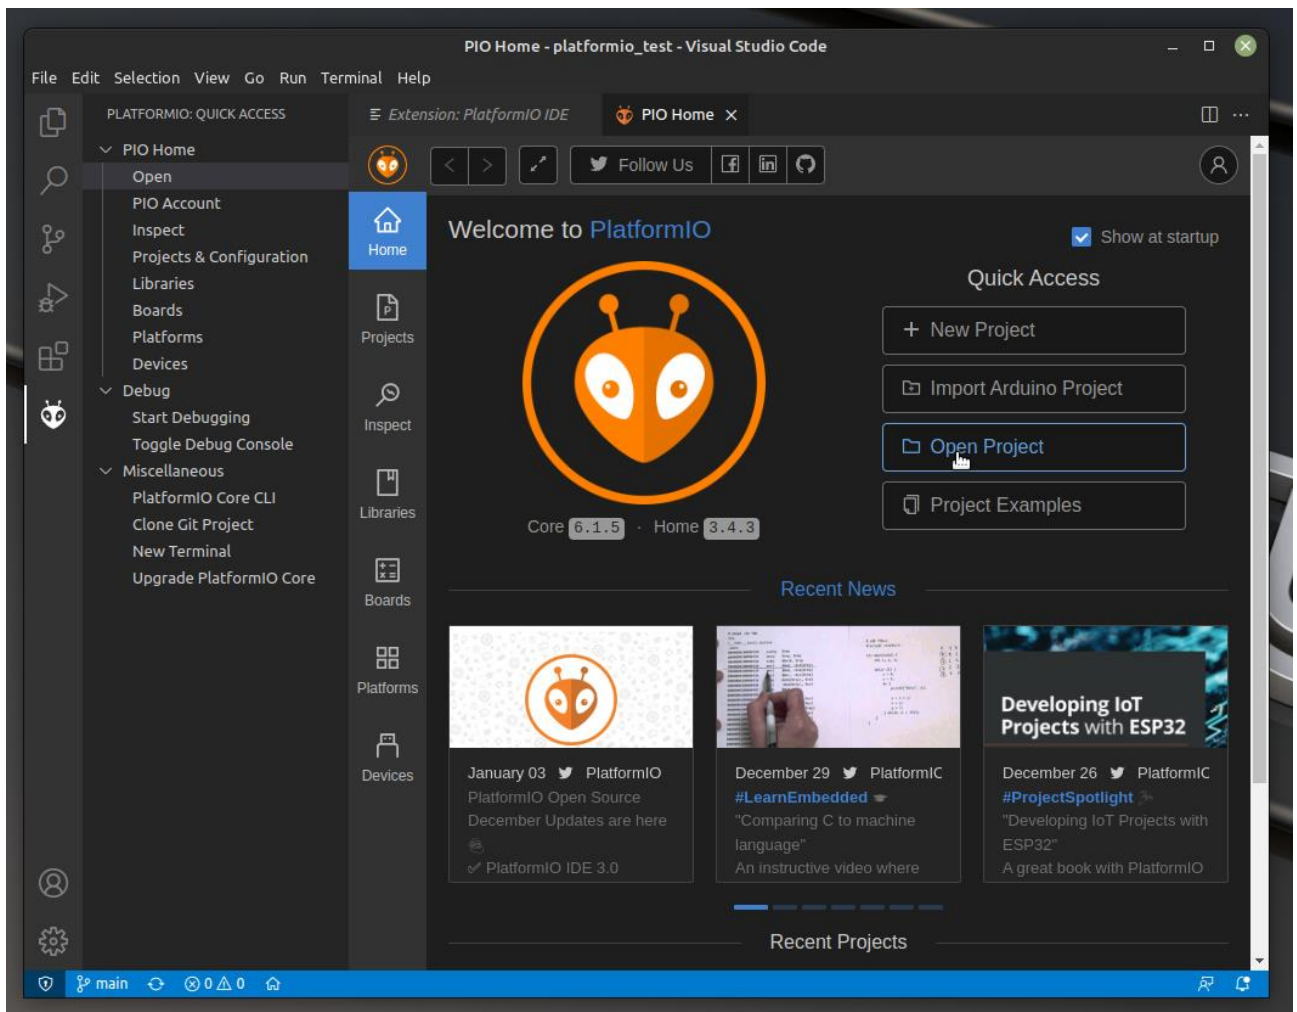 PIO Home - platformio_test - Visual Studio Code
File Edit Selection View Go Run Terminal Help
PLATFORMIO: QUICK ACCESS
PIO Home
Open
PIO Account
Inspect
Projects & Configuration
Libraries
Boards
Platforms
Devices
Debug
Start Debugging
Toggle Debug Console
Miscellaneous
PlatformIO Core CLI
Clone Git Project
New Terminal
Upgrade PlatformIO Core
Extension: PlatformIO IDE
PIO Home
Follow Us
Home
Projects
Inspect
Libraries
Boards
Platforms
Devices
Welcome to PlatformIO
Show at startup
Core 6.1.5 · Home 3.4.3
Quick Access
New Project
Import Arduino Project
Open Project
Project Examples
Recent News
January 03 PlatformIO
PlatformIO Open Source
December Updates are here
PlatformIO IDE 3.0
December 29 PlatformIO
#LearnEmbedded
"Comparing C to machine
language"
An instructive video where
Developing IoT
Projects with ESP32
December 26 PlatformIO
#ProjectSpotlight
"Developing IoT Projects with
ESP32"
A great book with PlatformIO
Recent Projects
main 0 0